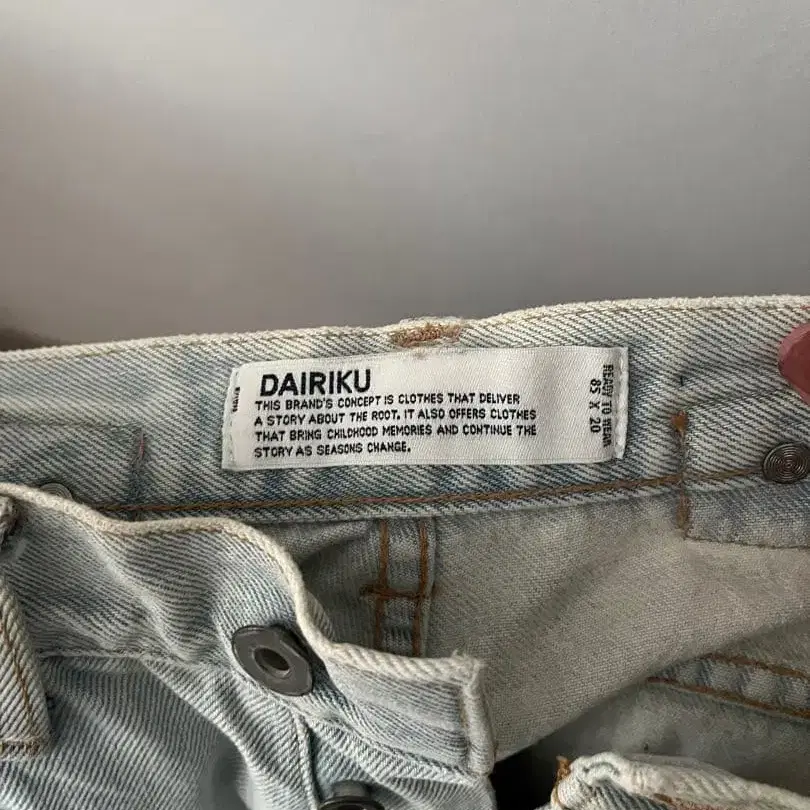 DAIRIKU
THIS BRAND'S CONCEPT IS CLOTHES THAT DELIVER
A STORY ABOUT THE ROOT. IT ALSO OFFERS CLOTHES
THAT BRING CHILDHOOD MEMORIES AND CONTINUE THE
STORY AS SEASONS CHANGE.
READY TO WEAR
85 X 20